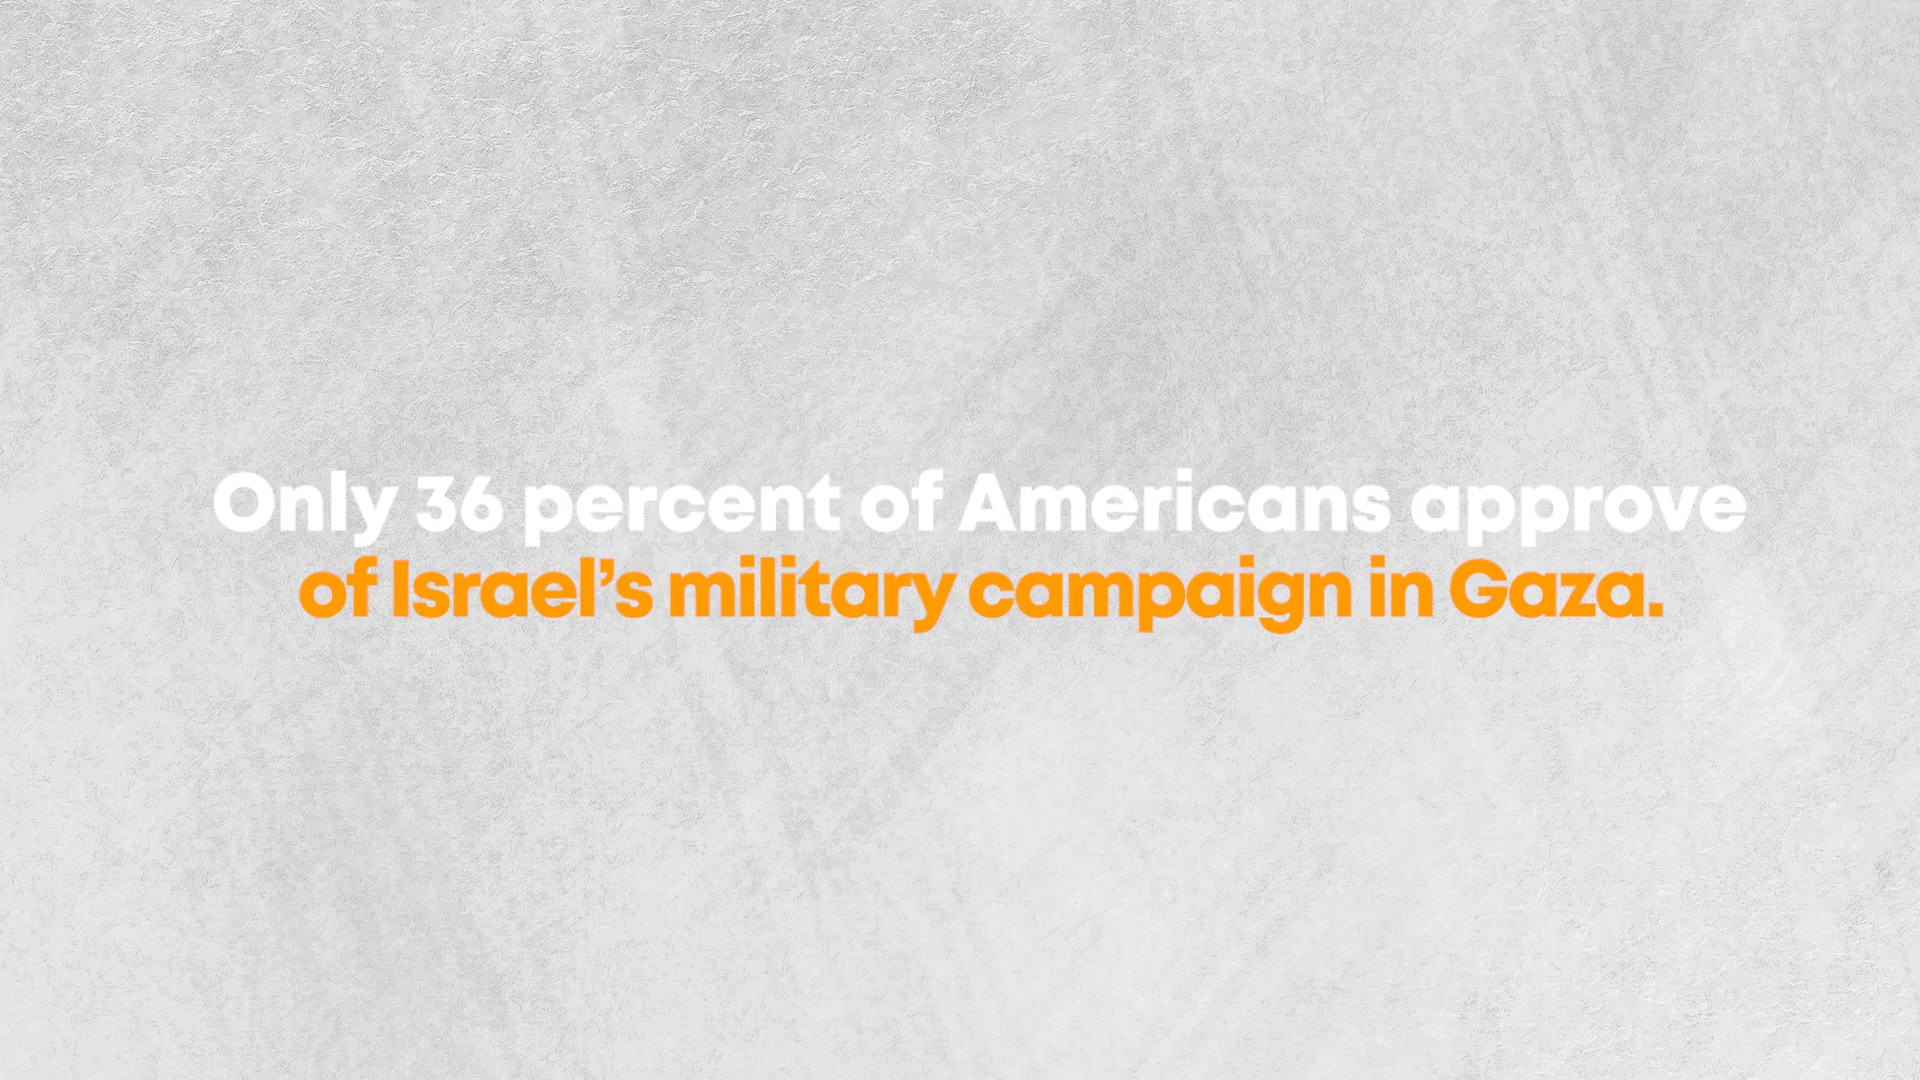 Only 36 percent of Americans approve
of Israel’s military campaign in Gaza.